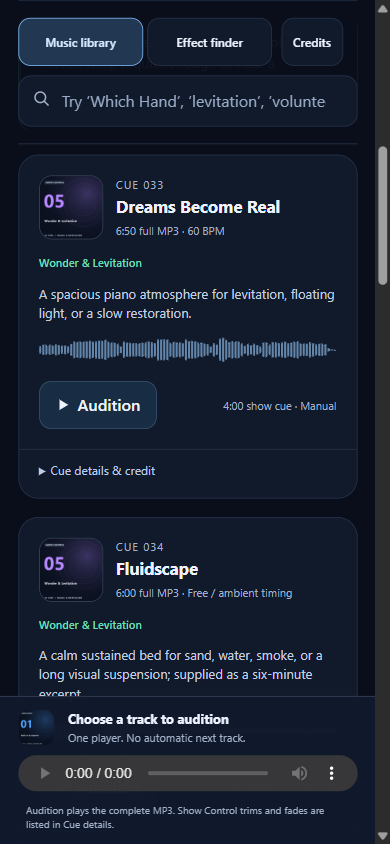 Music library
Effect finder
Credits
Try ‘Which Hand’, ‘levitation’, ‘volunte
05
Wonder & Levitation
CUE 033
Dreams Become Real
6:50 full MP3 · 60 BPM
Wonder & Levitation
A spacious piano atmosphere for levitation, floating
light, or a slow restoration.
Audition
4:00 show cue · Manual
Cue details & credit
05
Wonder & Levitation
CUE 034
Fluidscape
6:00 full MP3 · Free / ambient timing
Wonder & Levitation
A calm sustained bed for sand, water, smoke, or a
long visual suspension; supplied as a six-minute
excerpt
01
Choose a track to audition
One player. No automatic next track.
0:00 / 0:00
Audition plays the complete MP3. Show Control trims and fades are
listed in Cue details.